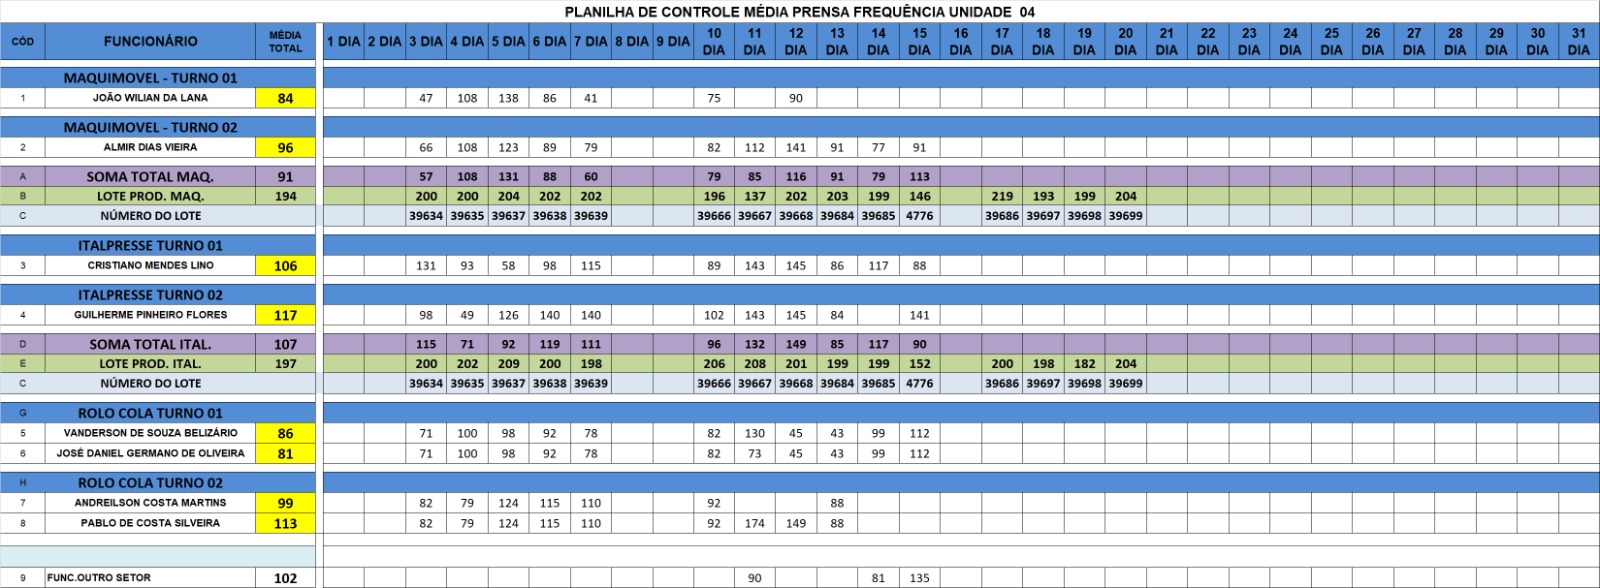 PLANILHA DE CONTROLE MÉDIA PRENSA FREQUÊNCIA UNIDADE 04
CÓD FUNCIONÁRIO MÉDIA TOTAL 1 DIA 2 DIA 3 DIA 4 DIA 5 DIA 6 DIA 7 DIA 8 DIA 9 DIA 10 DIA 11 DIA 12 DIA 13 DIA 14 DIA 15 DIA 16 DIA 17 DIA 18 DIA 19 DIA 20 DIA 21 DIA 22 DIA 23 DIA 24 DIA 25 DIA 26 DIA 27 DIA 28 DIA 29 DIA 30 DIA 31 DIA
MAQUIMOVEL - TURNO 01
1 JOÃO WILIAN DA LANA 84 47 108 138 86 41 75 90
MAQUIMOVEL - TURNO 02
2 ALMIR DIAS VIEIRA 96 66 108 123 89 79 82 112 141 91 77 91
A SOMA TOTAL MAQ. 91 57 108 131 88 60 79 85 116 91 79 113
B LOTE PROD. MAQ. 194 200 200 204 202 202 196 137 202 203 199 146 219 193 199 204
C NÚMERO DO LOTE 39634 39635 39637 39638 39639 39666 39667 39668 39684 39685 4776 39686 39697 39698 39699
ITALPRESSE TURNO 01
3 CRISTIANO MENDES LINO 106 131 93 58 98 115 89 143 145 86 117 88
ITALPRESSE TURNO 02
4 GUILHERME PINHEIRO FLORES 117 98 49 126 140 140 102 143 145 84 141
D SOMA TOTAL ITAL. 107 115 71 92 119 111 96 132 149 85 117 90
E LOTE PROD. ITAL. 197 200 202 209 200 198 206 208 201 199 199 152 200 198 182 204
C NÚMERO DO LOTE 39634 39635 39637 39638 39639 39666 39667 39668 39684 39685 4776 39686 39697 39698 39699
G ROLO COLA TURNO 01
5 VANDERSON DE SOUZA BELIZÁRIO 86 71 100 98 92 78 82 130 45 43 99 112
6 JOSÉ DANIEL GERMANO DE OLIVEIRA 81 71 100 98 92 78 82 73 45 43 99 112
H ROLO COLA TURNO 02
7 ANDREILSON COSTA MARTINS 99 82 79 124 115 110 92 88
8 PABLO DE COSTA SILVEIRA 113 82 79 124 115 110 92 174 149 88
9 FUNC.OUTRO SETOR 102 90 81 135